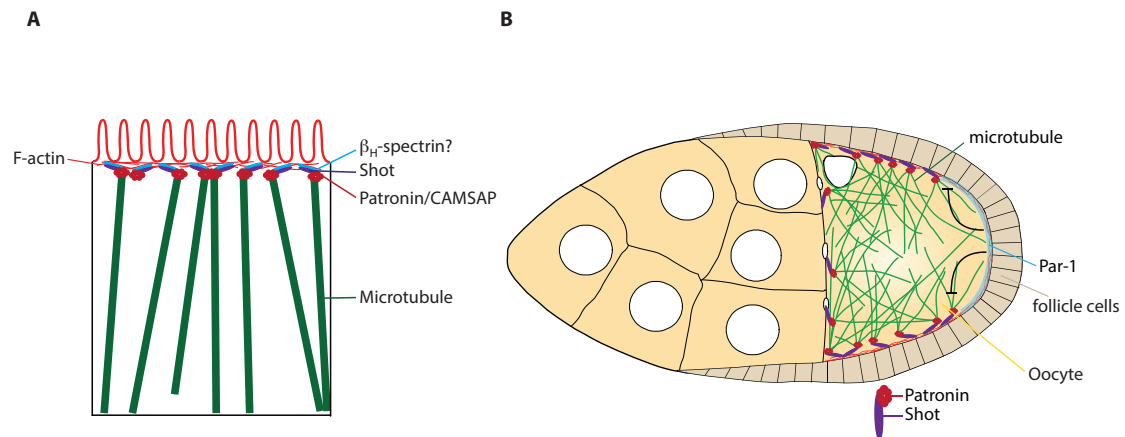 A
F-actin
βH-spectrin?
Shot
Patronin/CAMSAP
Microtubule
B
microtubule
Par-1
follicle cells
Oocyte
Patronin
Shot